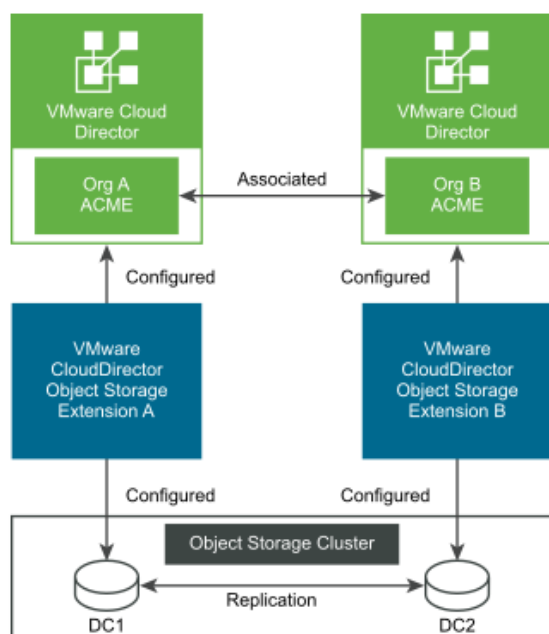 VMware Cloud
Director
VMware Cloud
Director
Org A
ACME
Associated
Org B
ACME
Configured
Configured
VMware
CloudDirector
Object Storage
Extension A
VMware
CloudDirector
Object Storage
Extension B
Configured
Configured
Object Storage Cluster
Replication
DC1
DC2